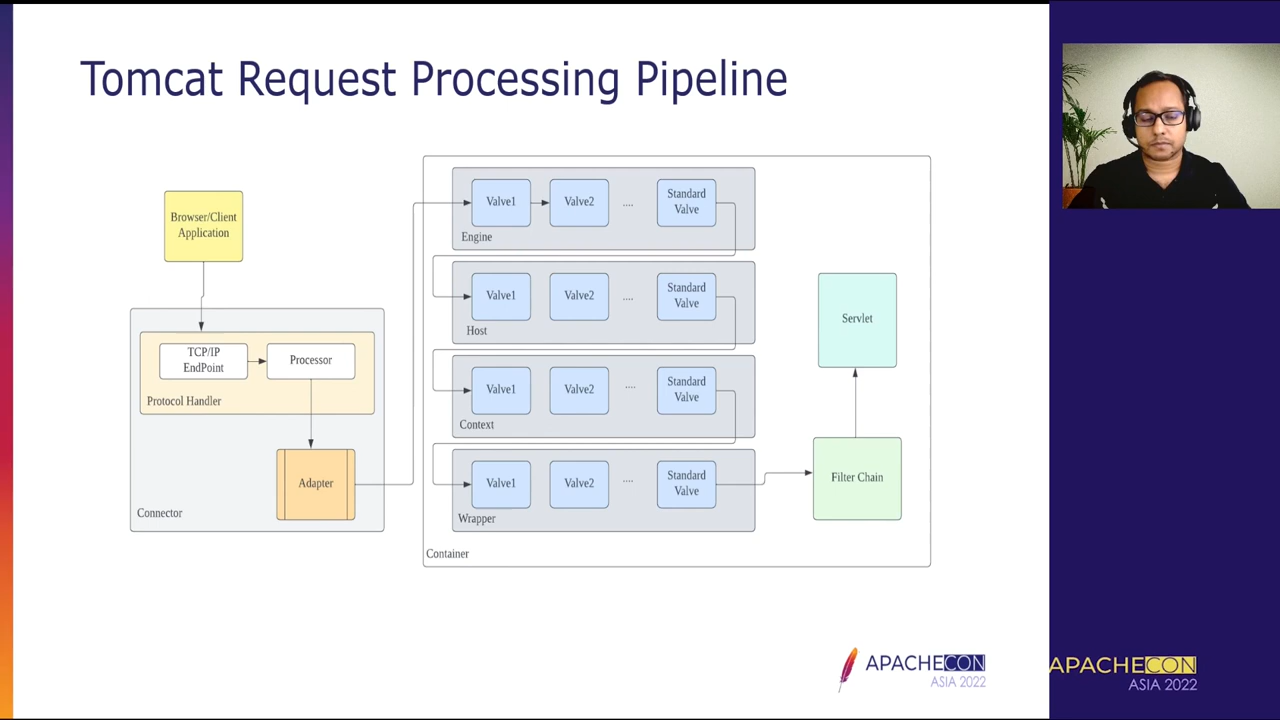 Tomcat Request Processing Pipeline
Browser/Client
Application
TCP/IP
EndPoint
Processor
Protocol Handler
Adapter
Connector
Valve1
Valve2
....
Standard
Valve
Engine
Valve1
Valve2
....
Standard
Valve
Host
Valve1
Valve2
....
Standard
Valve
Context
Valve1
Valve2
....
Standard
Valve
Wrapper
Container
Servlet
Filter Chain
APACHECON
ASIA 2022
APACHECON
ASIA 2022